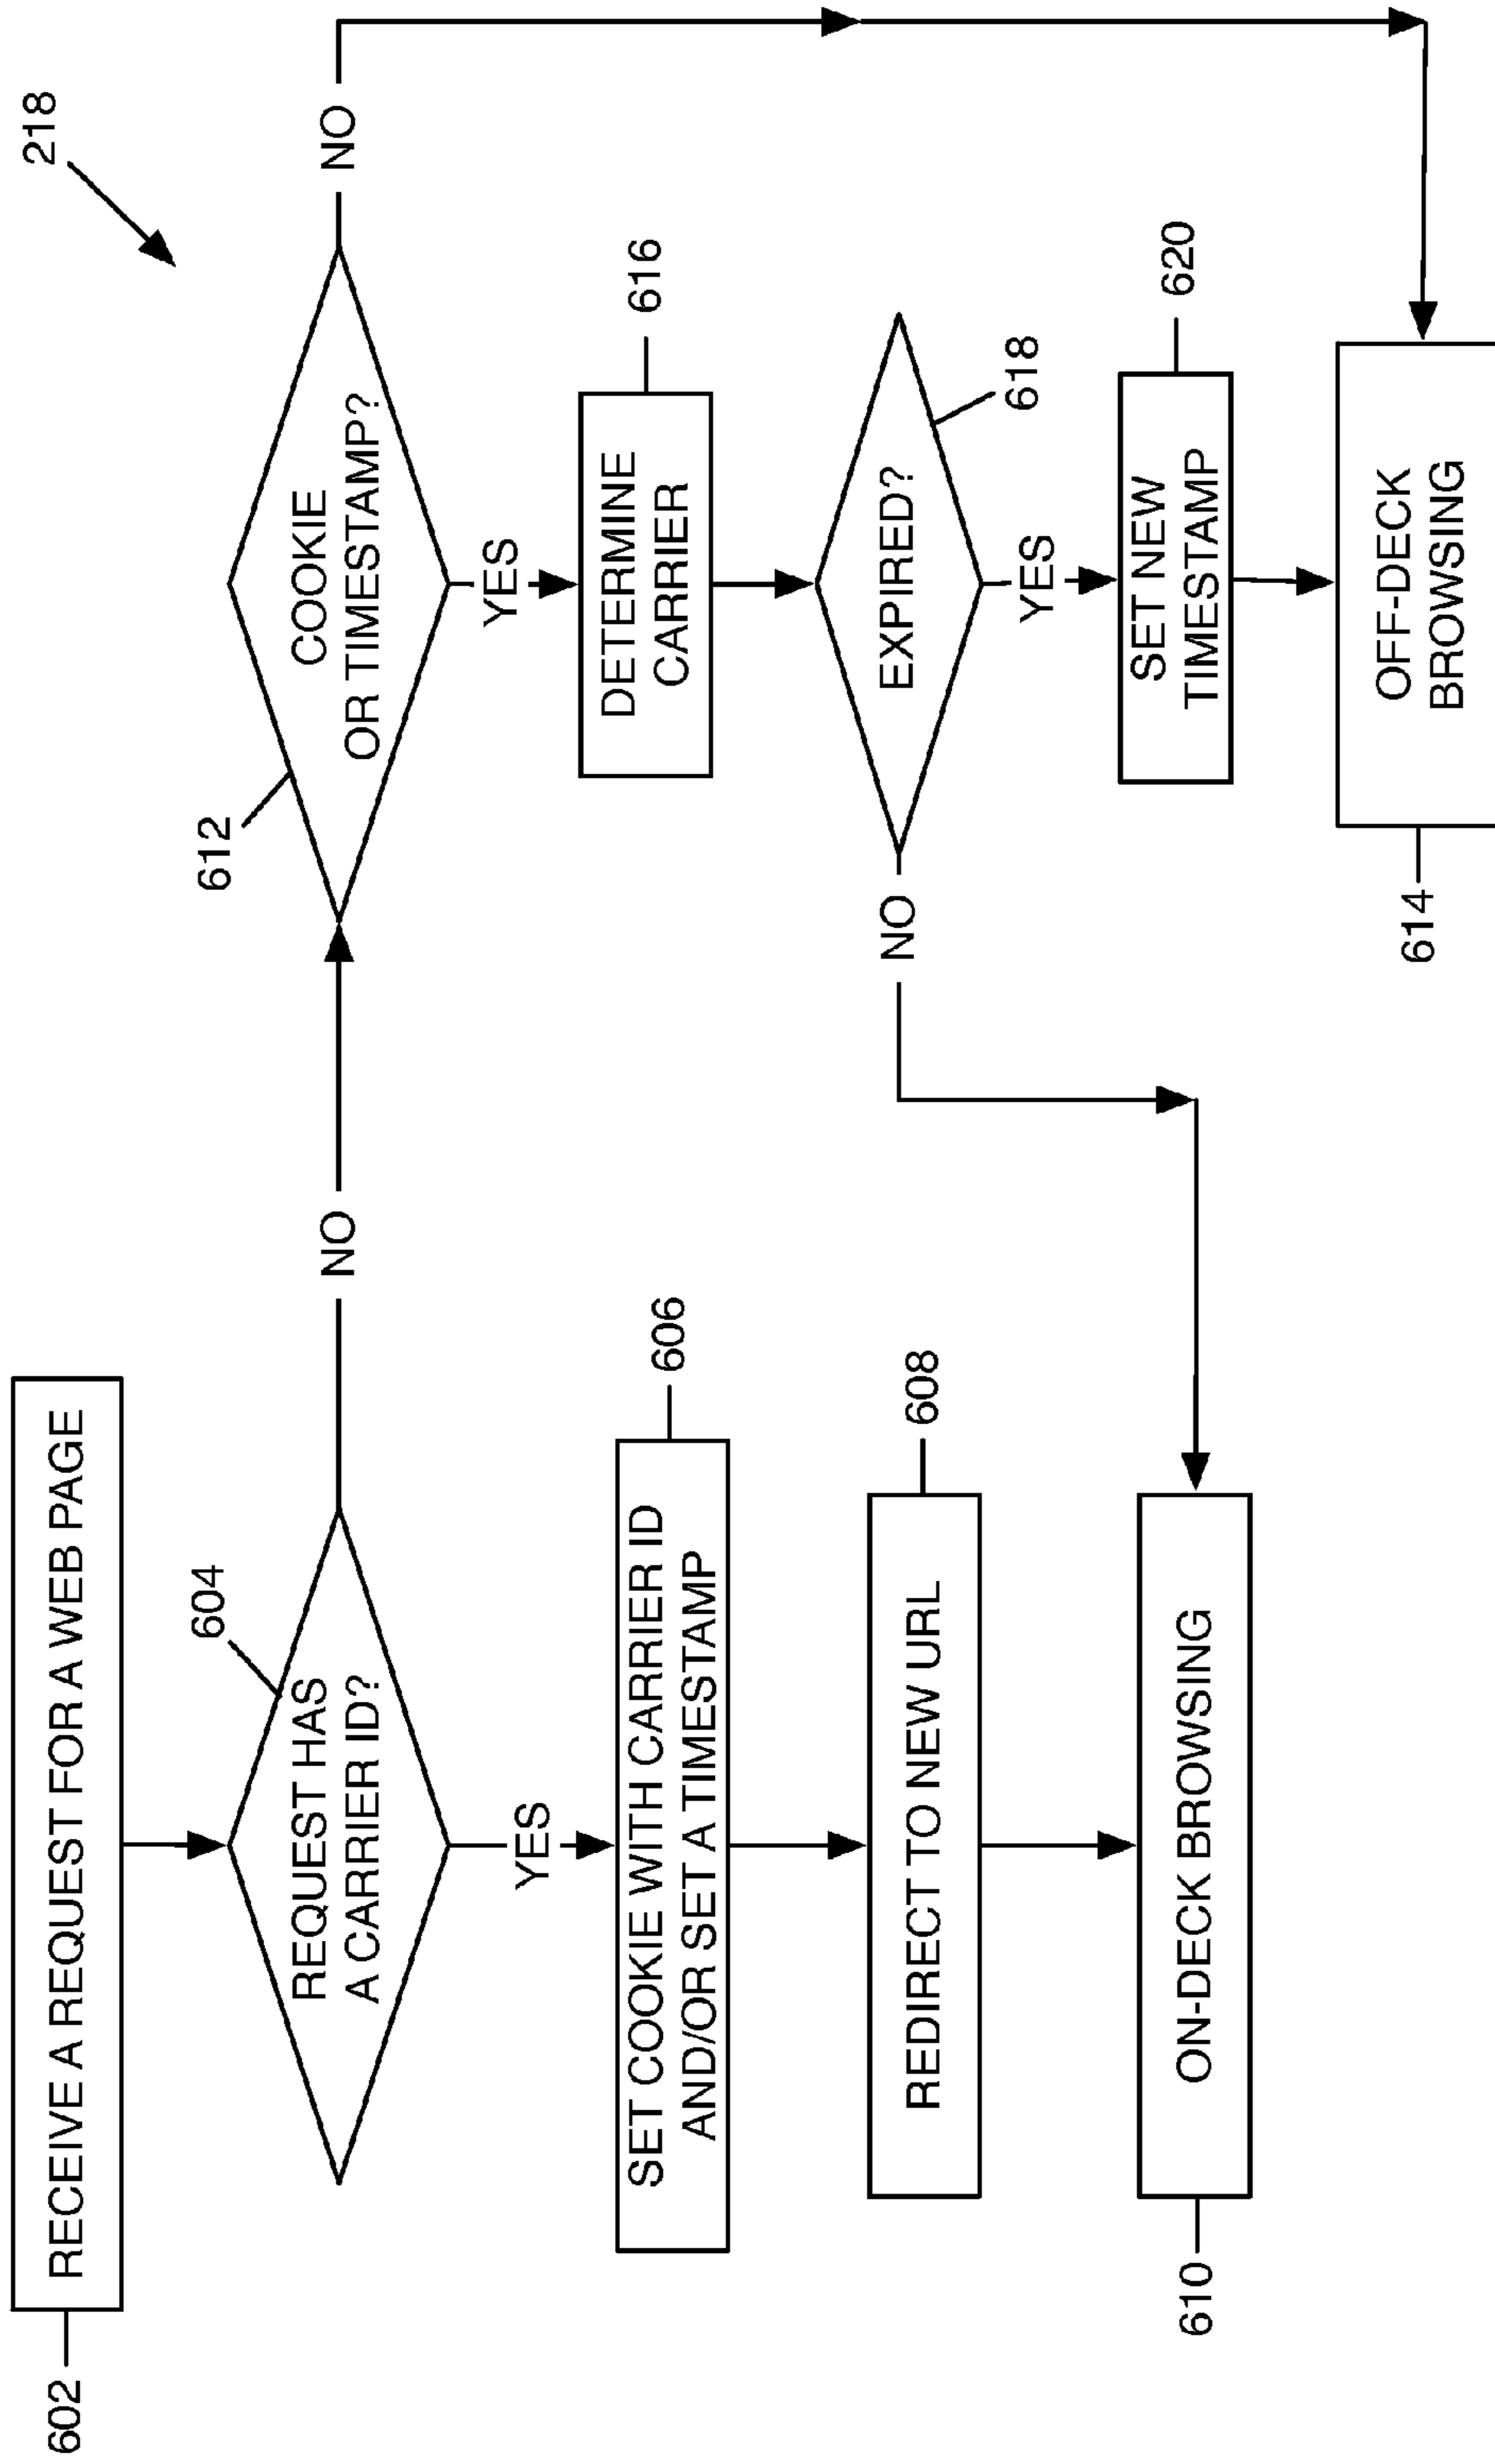 218
602
RECEIVE A REQUEST FOR A WEB PAGE
604
REQUEST HAS
A CARRIER ID?
NO
YES
SET COOKIE WITH CARRIER ID
AND/OR SET A TIMESTAMP
606
REDIRECT TO NEW URL
608
610
ON-DECK BROWSING
612
COOKIE
OR TIMESTAMP?
NO
YES
DETERMINE
CARRIER
616
EXPIRED?
618
NO
YES
SET NEW
TIMESTAMP
620
614
OFF-DECK
BROWSING